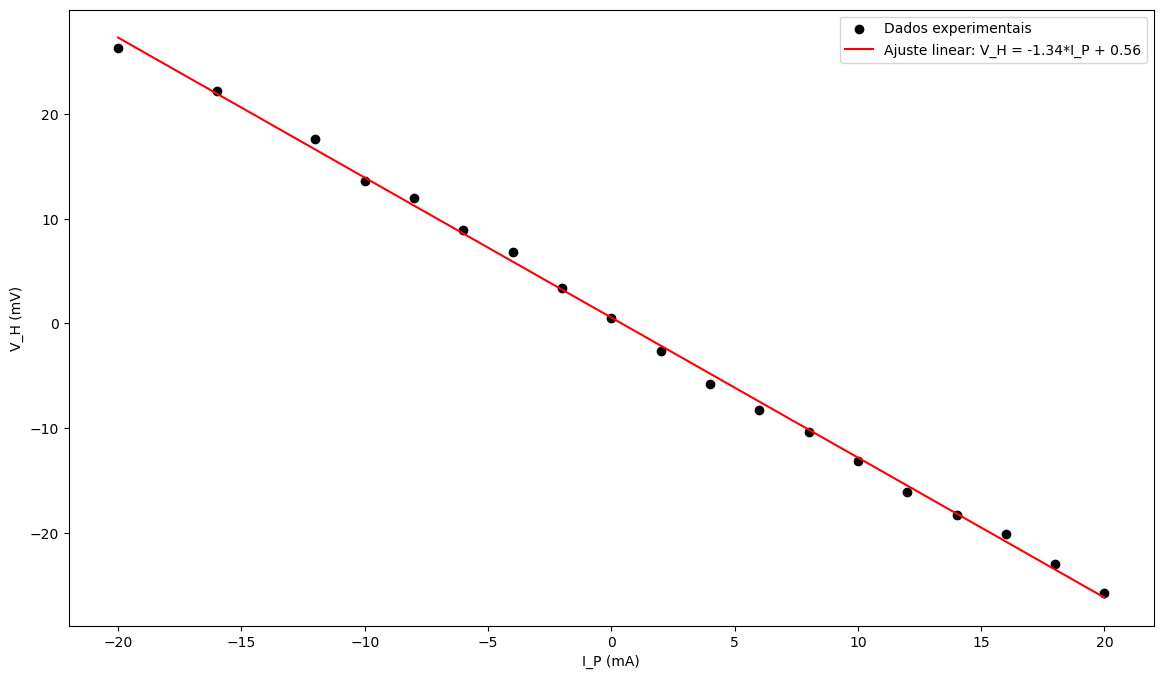 Dados experimentais
Ajuste linear: V_H = -1.34*I_P + 0.56
V_H (mV)
20
10
0
−10
−20
−20 −15 −10 −5 0 5 10 15 20
I_P (mA)